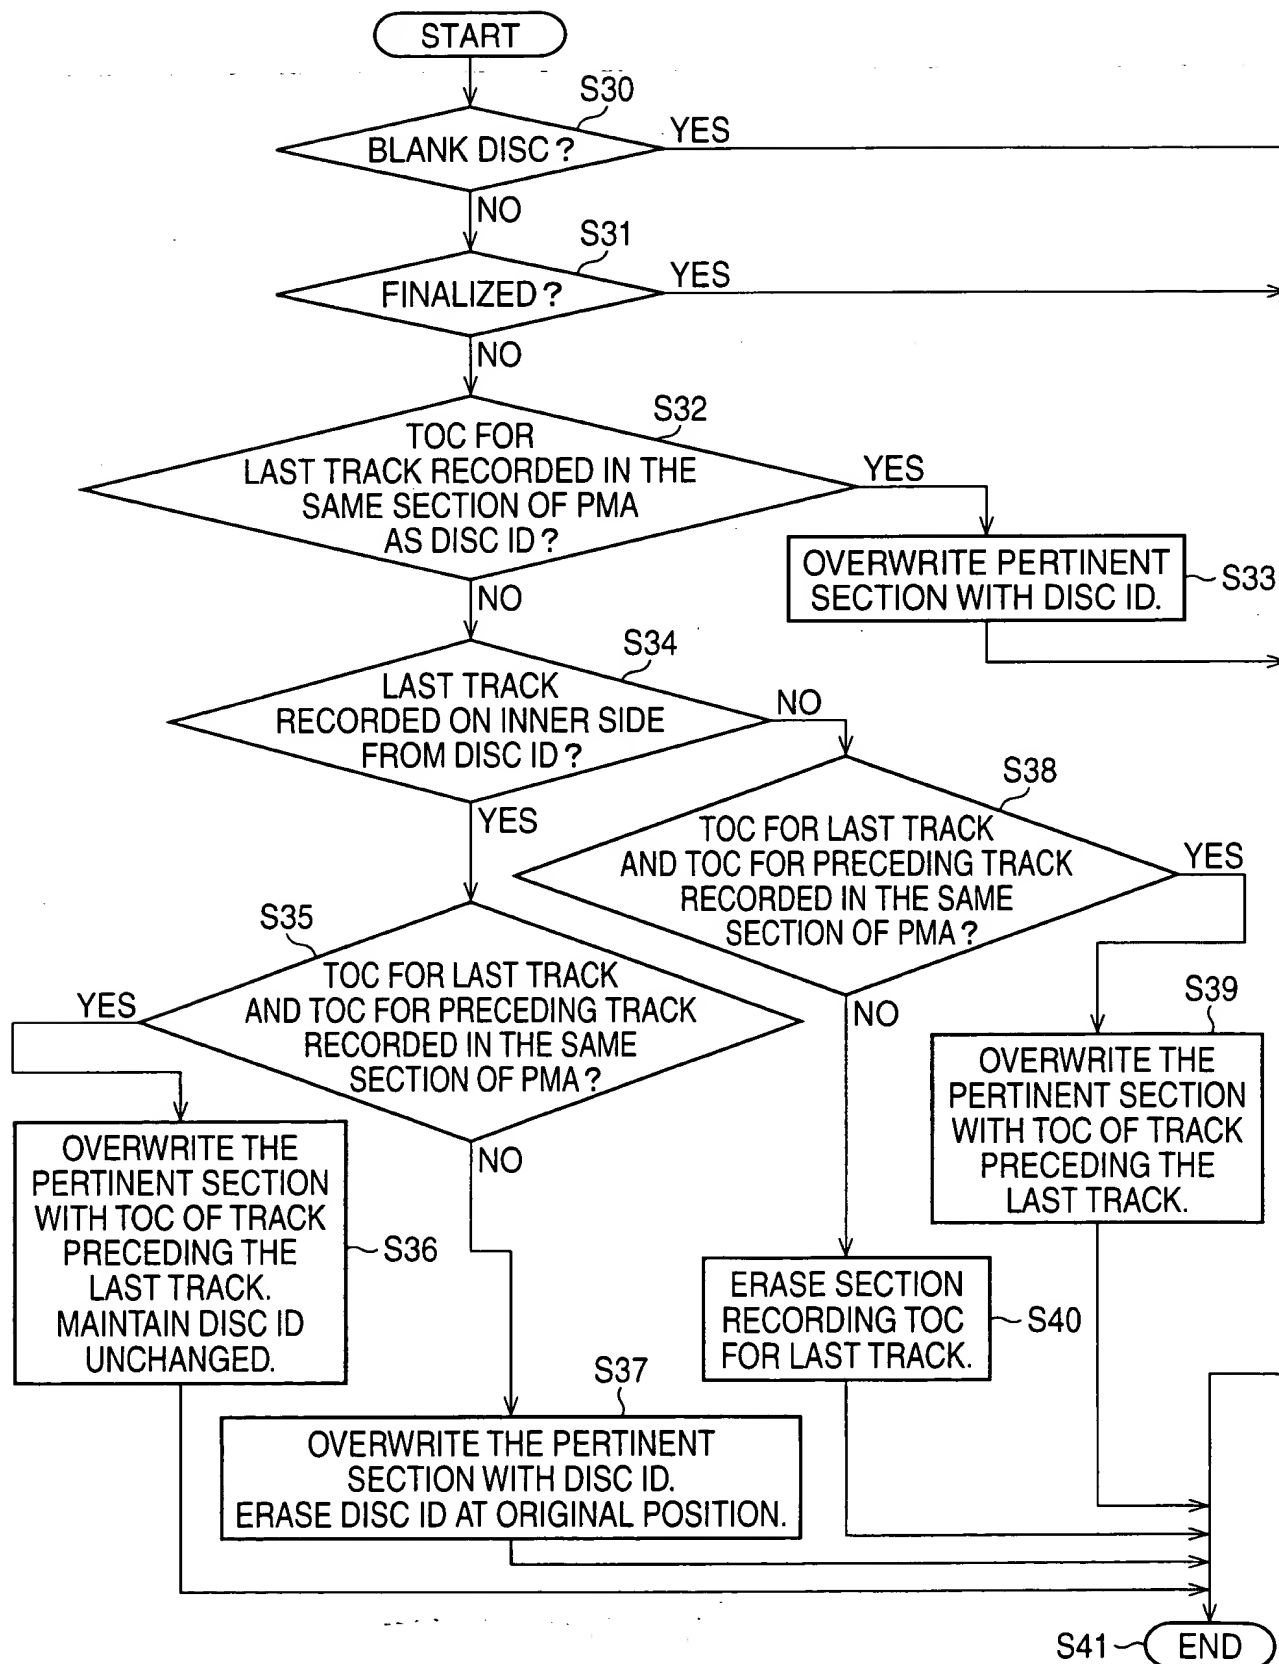 START
S30
BLANK DISC?
YES
NO
S31
FINALIZED?
YES
NO
S32
TOC FOR
LAST TRACK RECORDED IN THE
SAME SECTION OF PMA
AS DISC ID?
YES
NO
OVERWRITE PERTINENT
SECTION WITH DISC ID.
S33
S34
LAST TRACK
RECORDED ON INNER SIDE
FROM DISC ID?
NO
YES
S38
TOC FOR LAST TRACK
AND TOC FOR PRECEDING TRACK
RECORDED IN THE SAME
SECTION OF PMA?
YES
NO
S35
TOC FOR LAST TRACK
AND TOC FOR PRECEDING TRACK
RECORDED IN THE SAME
SECTION OF PMA?
YES
NO
S39
OVERWRITE THE
PERTINENT SECTION
WITH TOC OF TRACK
PRECEDING THE
LAST TRACK.
OVERWRITE THE
PERTINENT SECTION
WITH TOC OF TRACK
PRECEDING THE
LAST TRACK.
MAINTAIN DISC ID
UNCHANGED.
S36
ERASE SECTION
RECORDING TOC
FOR LAST TRACK.
S40
S37
OVERWRITE THE PERTINENT
SECTION WITH DISC ID.
ERASE DISC ID AT ORIGINAL POSITION.
S41
END